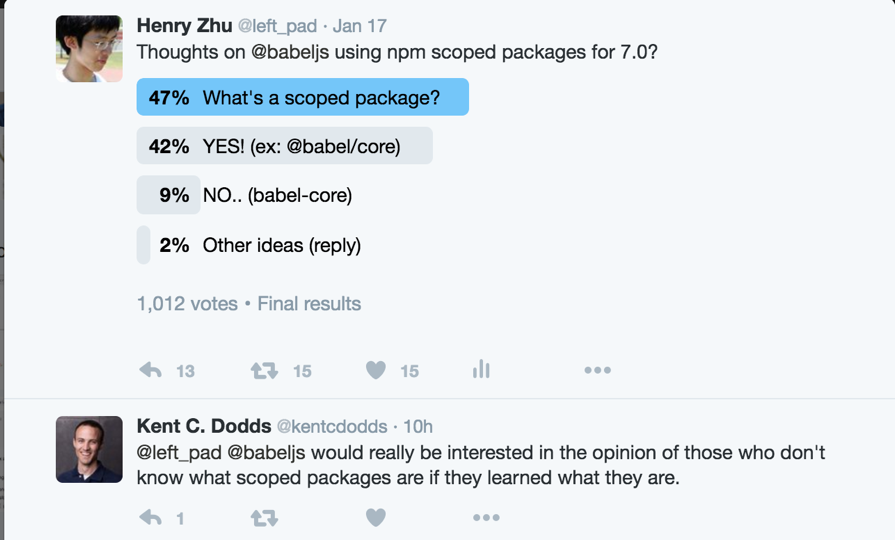 Henry Zhu @left_pad · Jan 17
Thoughts on @babeljs using npm scoped packages for 7.0?
47% What's a scoped package?
42% YES! (ex: @babel/core)
9% NO.. (babel-core)
2% Other ideas (reply)
1,012 votes • Final results
13 15 15
Kent C. Dodds @kentcdodds · 10h
@left_pad @babeljs would really be interested in the opinion of those who don't
know what scoped packages are if they learned what they are.
1